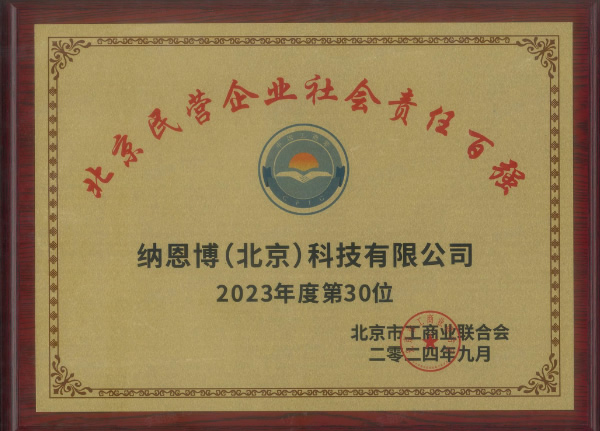 北京民营企业社会责任百强
纳恩博（北京）科技有限公司
2023年度第30位
北京市工商业联合会
二零二四年九月